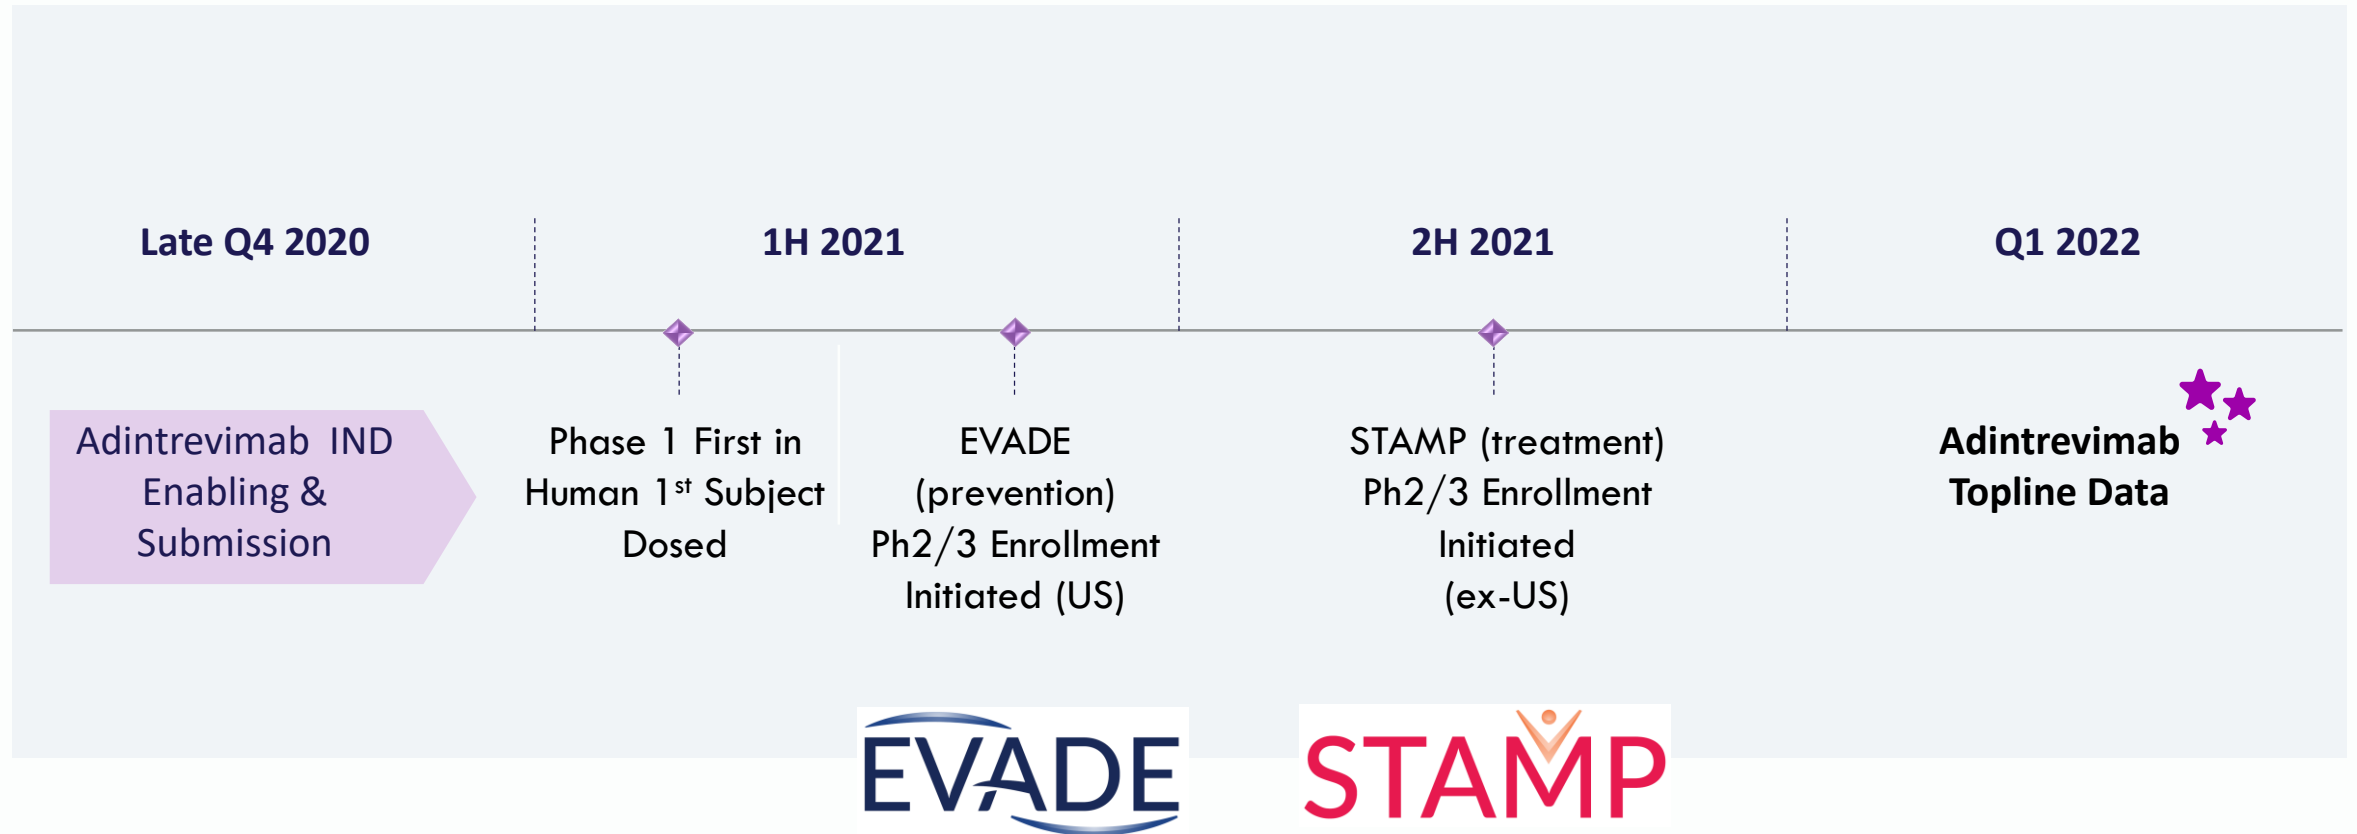 Late Q4 2020
1H 2021
2H 2021
Q1 2022
Adintrevimab IND
Enabling &
Submission
Phase 1 First in
Human 1st Subject
Dosed
EVADE
(prevention)
Ph2/3 Enrollment
Initiated (US)
STAMP (treatment)
Ph2/3 Enrollment
Initiated
(ex-US)
Adintrevimab
Topline Data
EVADE
STAMP